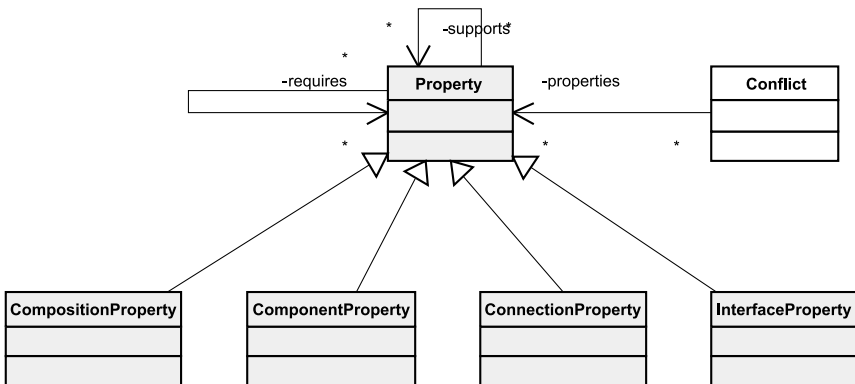 * -supports *
*
-requires Property -properties Conflict
* * *
CompositionProperty ComponentProperty ConnectionProperty InterfaceProperty